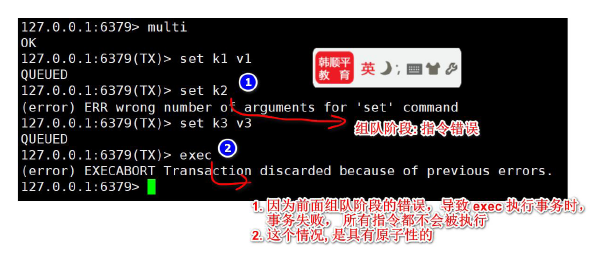 127.0.0.1:6379> multi
OK
127.0.0.1:6379(TX)> set k1 v1
QUEUED
韩顺平
教 育
英
127.0.0.1:6379(TX)> set k2
1
(error) ERR wrong number of arguments for 'set' command
127.0.0.1:6379(TX)> set k3 v3
组队阶段: 指令错误
QUEUED
127.0.0.1:6379(TX)> exec
2
(error) EXECABORT Transaction discarded because of previous errors.
127.0.0.1:6379>
1. 因为前面组队阶段的错误，导致 exec 执行事务时，
事务失败， 所有指令都不会被执行
2. 这个情况, 是具有原子性的